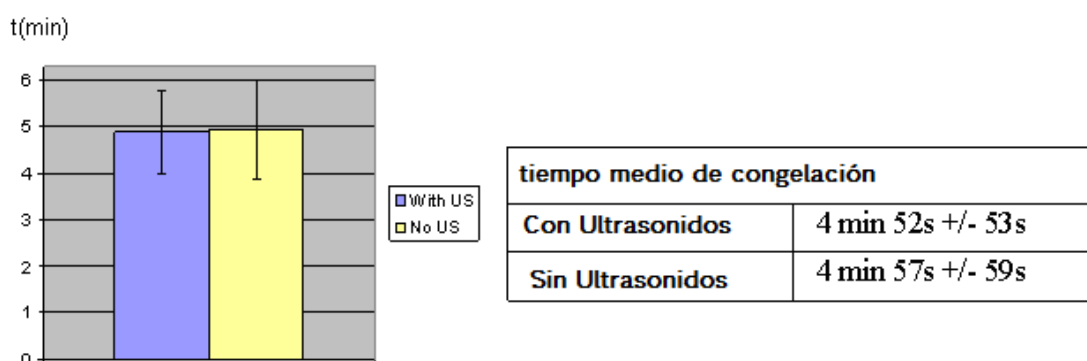 t(min)
6
5
4
3
2
1
0
With US
No US
tiempo medio de congelación
Con Ultrasonidos 4 min 52s +/- 53s
Sin Ultrasonidos 4 min 57s +/- 59s